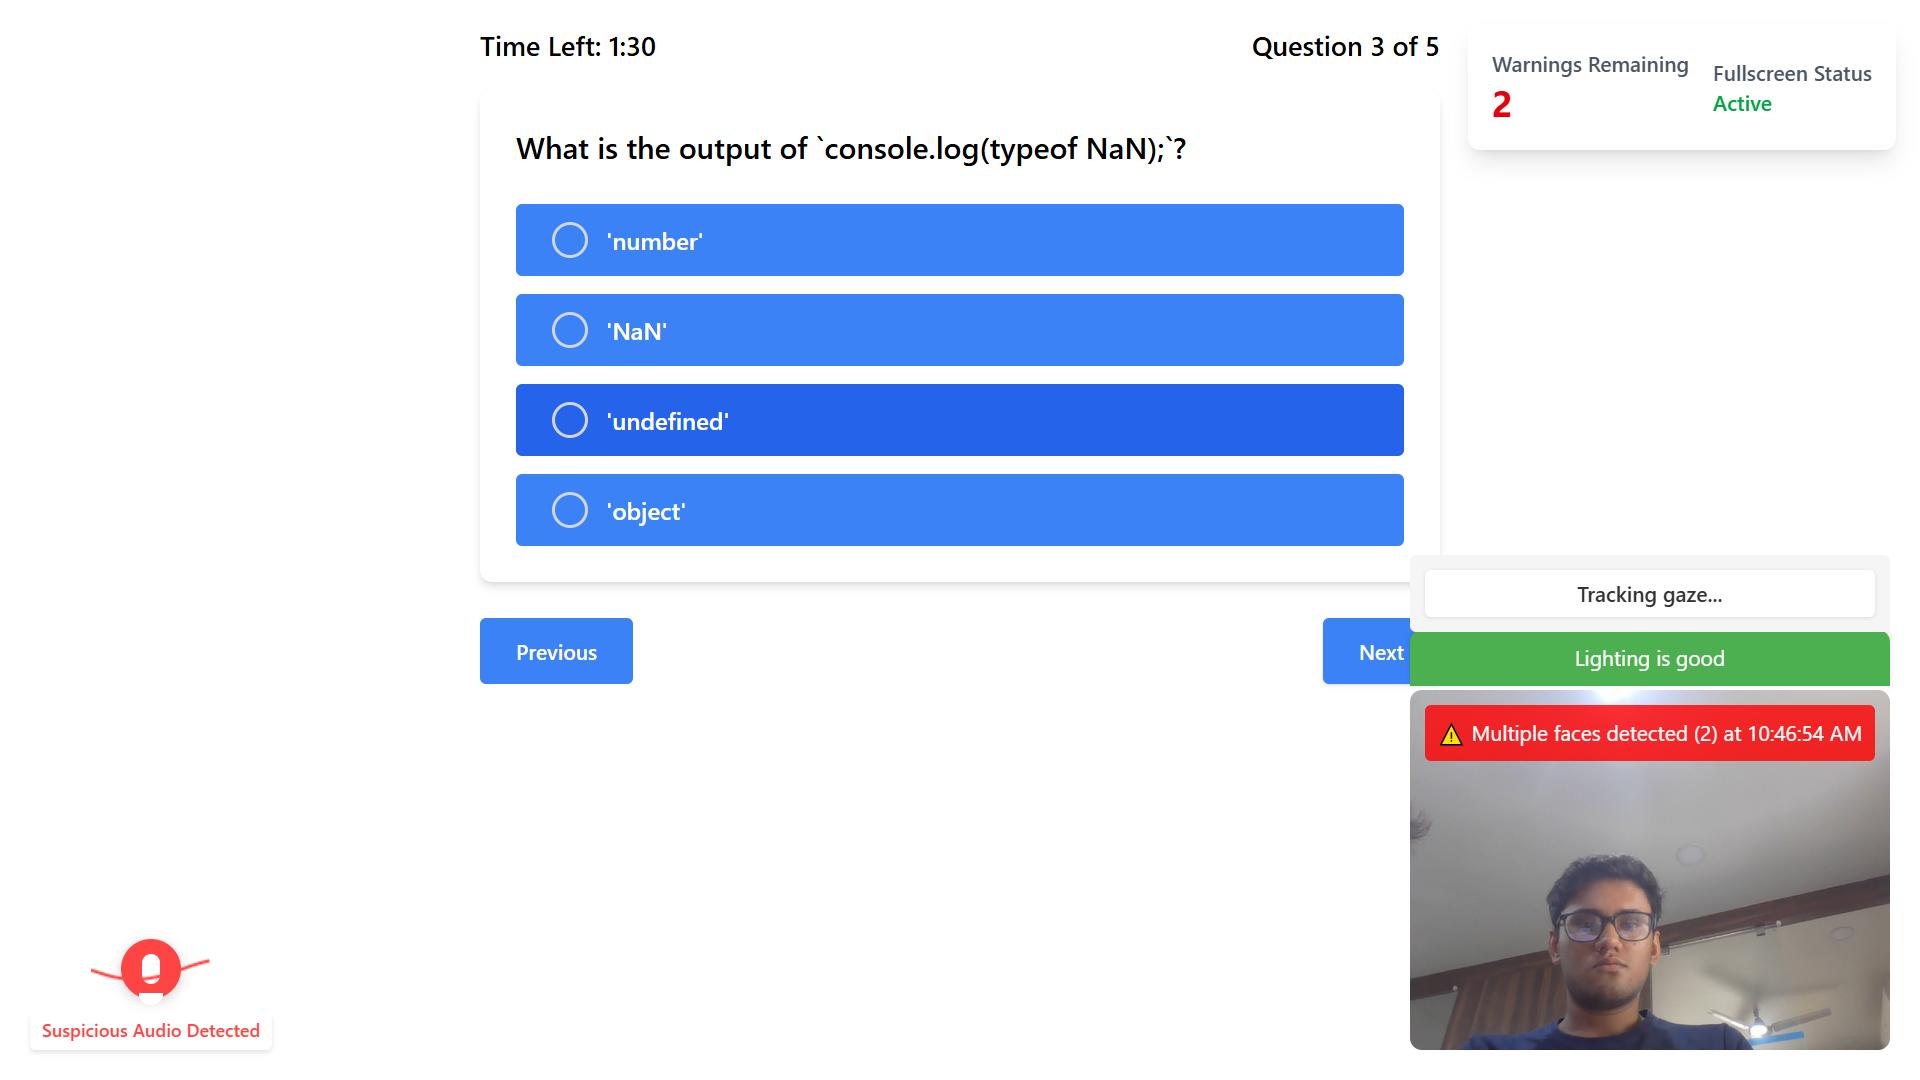 Time Left: 1:30
Question 3 of 5
Warnings Remaining
2
Fullscreen Status
Active
What is the output of `console.log(typeof NaN);`?
'number'
'NaN'
'undefined'
'object'
Previous
Next
Tracking gaze...
Lighting is good
Multiple faces detected (2) at 10:46:54 AM
Suspicious Audio Detected